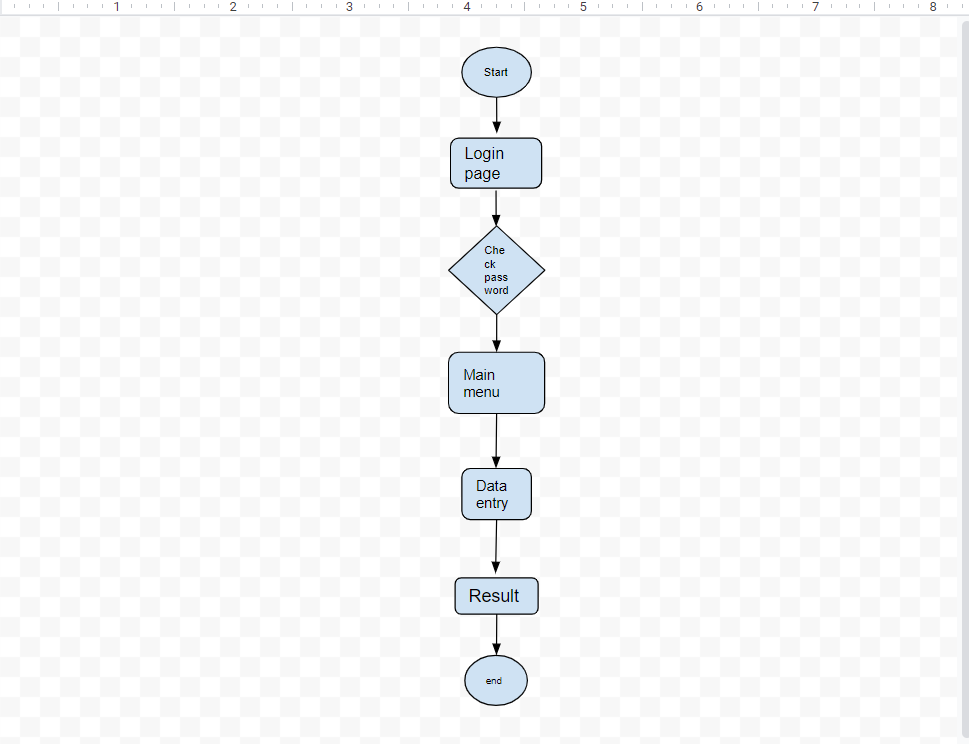 1 2 3 4 5 6 7 8
Start
Login
page
Che
ck
pass
word
Main
menu
Data
entry
Result
end